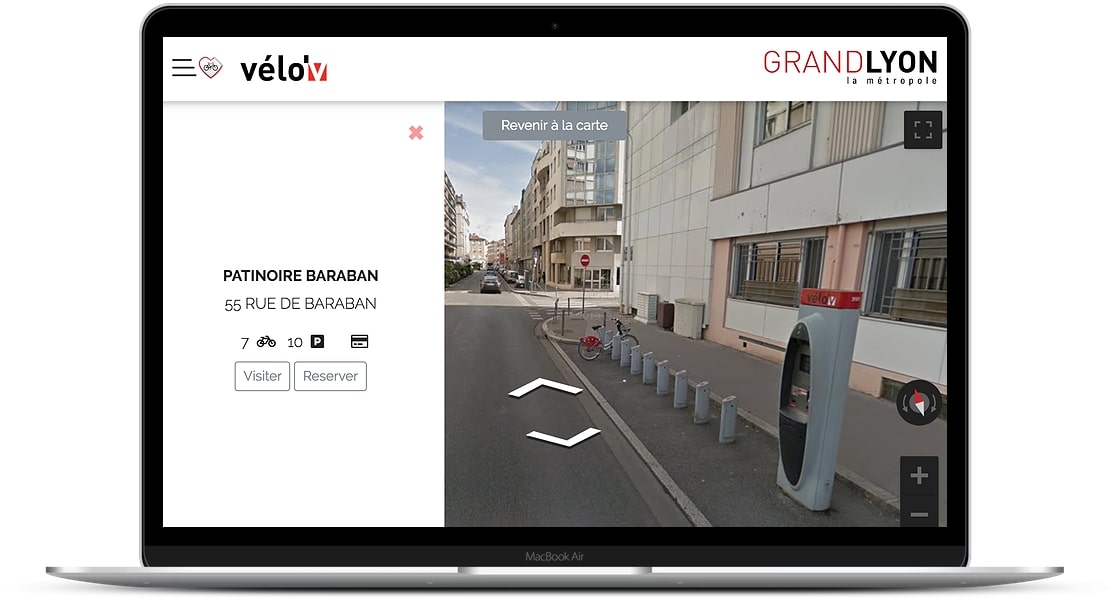 vélo'v
GRANDLYON
la métropole
Revenir à la carte
PATINOIRE BARABAN
55 RUE DE BARABAN
7 10 P
Visiter Reserver
vélo'v
MacBook Air